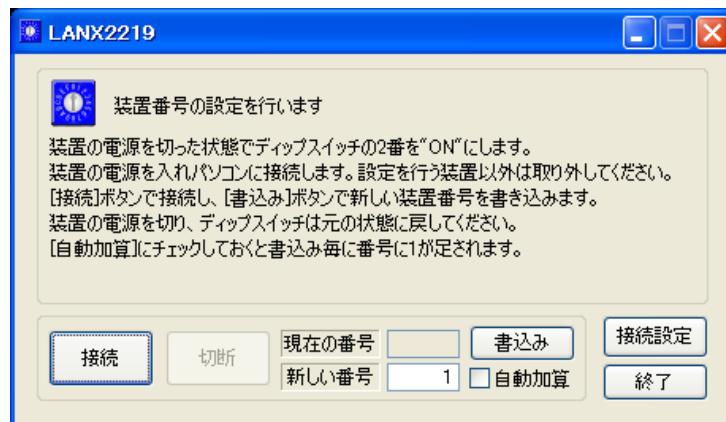 LANX2219
装置番号の設定を行います
装置の電源を切った状態でディップスイッチの2番を"ON"にします。
装置の電源を入れパソコンに接続します。設定を行う装置以外は取り外してください。
[接続]ボタンで接続し、[書込み]ボタンで新しい装置番号を書き込みます。
装置の電源を切り、ディップスイッチは元の状態に戻してください。
[自動加算]にチェックしておくと書込み毎に番号に1が足されます。
接続 切断 現在の番号 書込み 接続設定
新しい番号 1 自動加算 終了